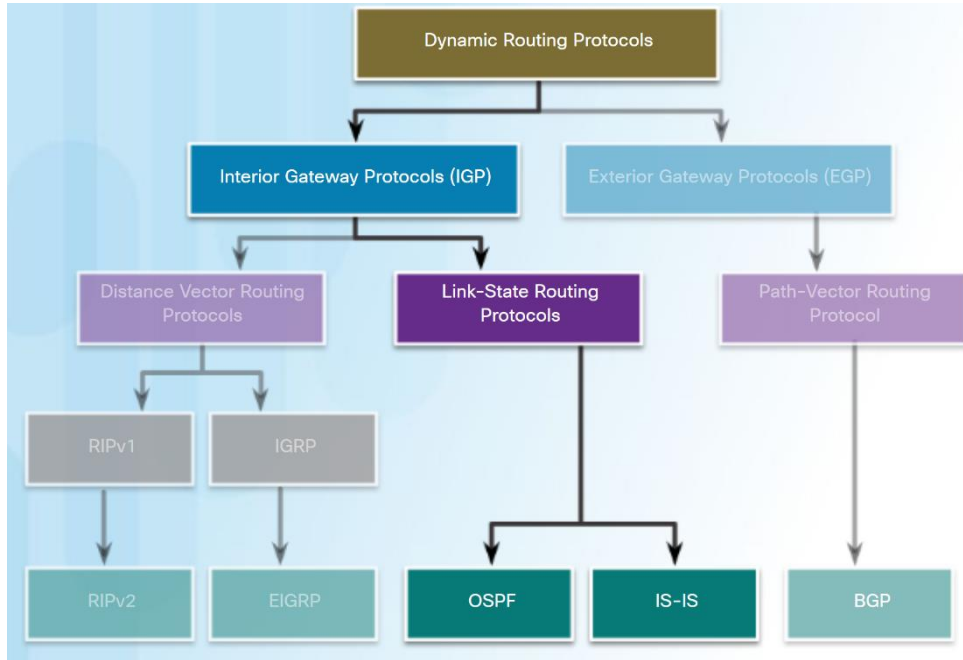 Dynamic Routing Protocols
Interior Gateway Protocols (IGP)
Exterior Gateway Protocols (EGP)
Distance Vector Routing
Protocols
Link-State Routing
Protocols
Path-Vector Routing
Protocol
RIPv1
IGRP
RIPv2
EIGRP
OSPF
IS-IS
BGP